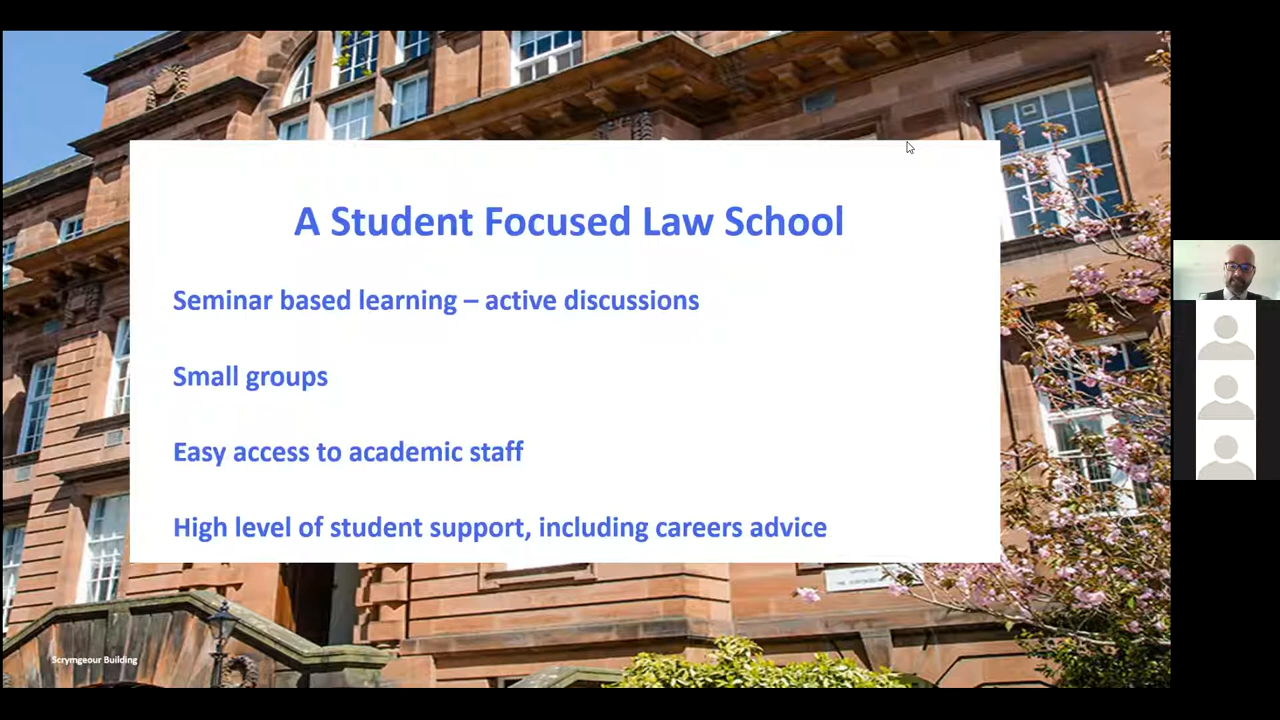 A Student Focused Law School
Seminar based learning – active discussions
Small groups
Easy access to academic staff
High level of student support, including careers advice
Scrymgeour Building